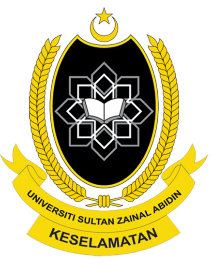 UNIVERSITI SULTAN ZAINAL ABIDIN
KESELAMATAN